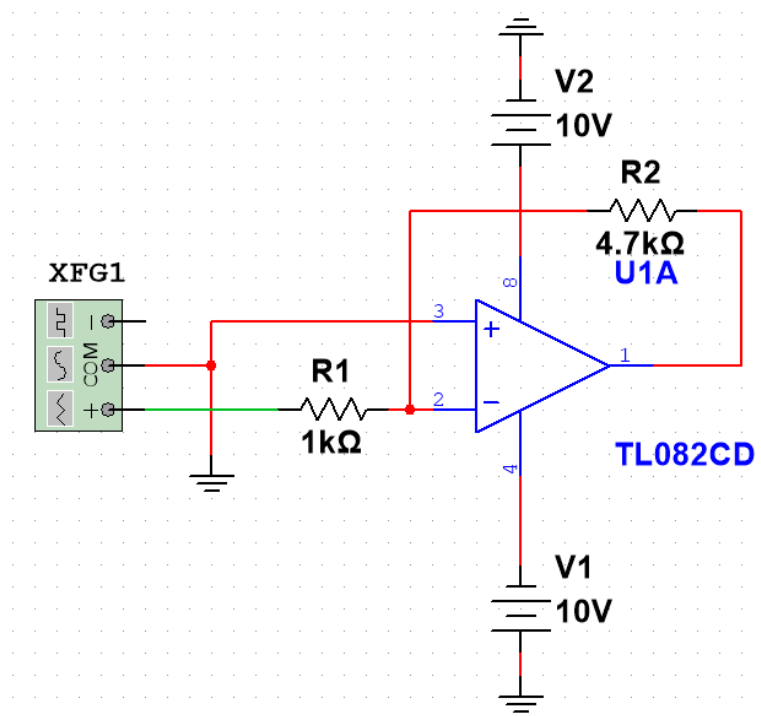 V2
10V
R2
4.7kΩ
U1A
XFG1
8
3
+
1
COM
R1
2
−
+
1kΩ
4
TL082CD
V1
10V